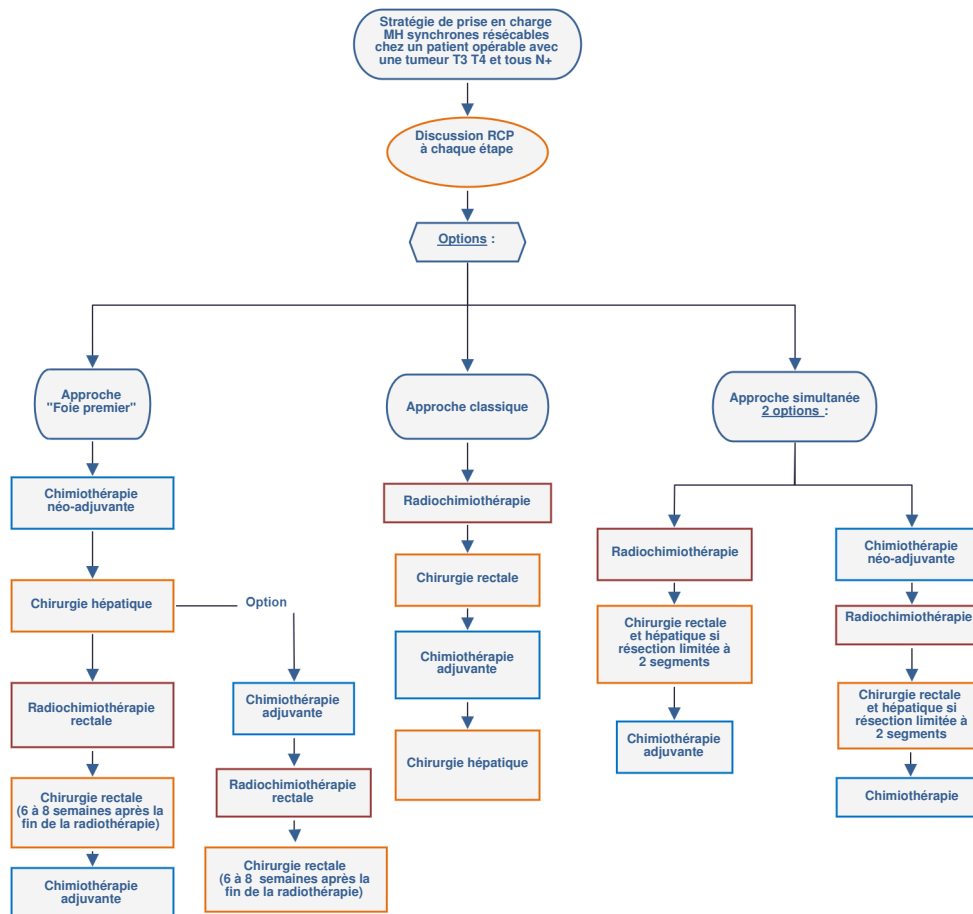 Stratégie de prise en charge
MH synchrones résécables
chez un patient opérable avec
une tumeur T3 T4 et tous N+
Discussion RCP
à chaque étape
Options :
Approche
"Foie premier"
Chimiothérapie
néo-adjuvante
Chirurgie hépatique
Option
Radiochimiothérapie
rectale
Chirurgie rectale
(6 à 8 semaines après la
fin de la radiothérapie)
Chimiothérapie
adjuvante
Chimiothérapie
adjuvante
Radiochimiothérapie
rectale
Chirurgie rectale
(6 à 8 semaines après la
fin de la radiothérapie)
Approche classique
Radiochimiothérapie
Chirurgie rectale
Chimiothérapie
adjuvante
Chirurgie hépatique
Approche simultanée
2 options :
Radiochimiothérapie
Chirurgie rectale
et hépatique si
résection limitée à
2 segments
Chimiothérapie
adjuvante
Chimiothérapie
néo-adjuvante
Radiochimiothérapie
Chirurgie rectale
et hépatique si
résection limitée à
2 segments
Chimiothérapie